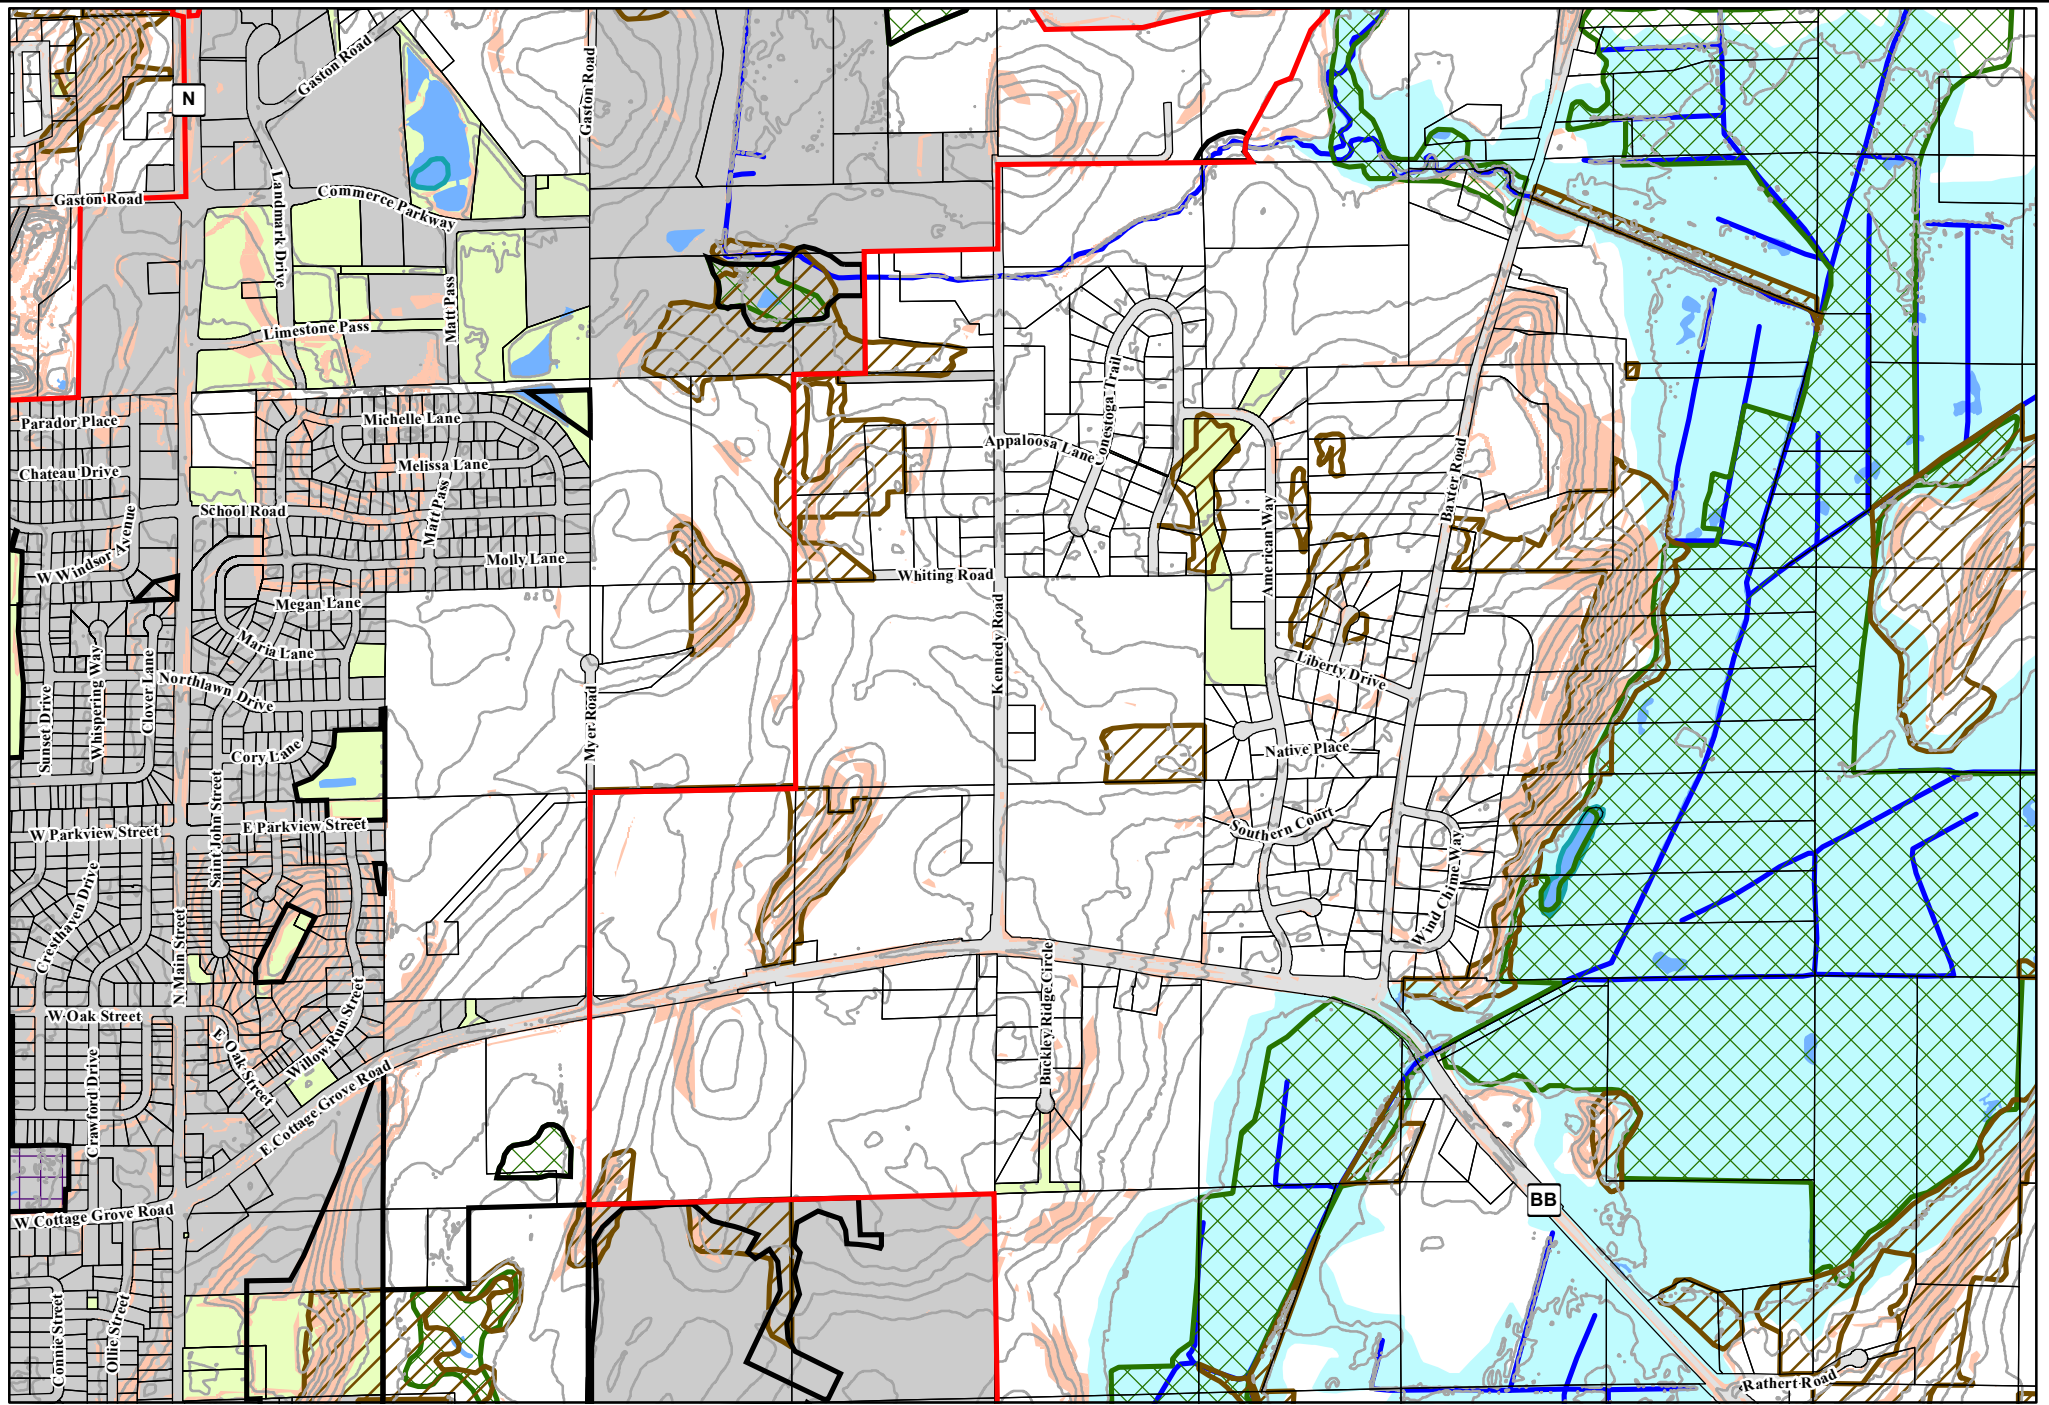 Gaston Road
Gaston Road
N
Gaston Road
Landmark Drive
Commerce Parkway
Matt Pass
Limestone Pass
Parador Place
Michelle Lane
Chateau Drive
Melissa Lane
Matt Pass
School Road
W Windsor Avenue
Molly Lane
Megan Lane
Maria Lane
Northlawn Drive
Sunset Drive
Whispering Way
Clover Lane
Cory Lane
Saint John Street
W Parkview Street
E Parkview Street
Cresthaven Drive
N Main Street
W Oak Street
E Oak Street
Willow Run Street
Crawford Drive
E Cottage Grove Road
W Cottage Grove Road
Connie Street
Ollie Street
Myer Road
Appaloosa Lane
Conestoga Trail
Whiting Road
Kennedy Road
American Way
Baxter Road
Liberty Drive
Native Place
Southern Court
Wind Chime Way
Buckley Ridge Circle
BB
Rathert Road